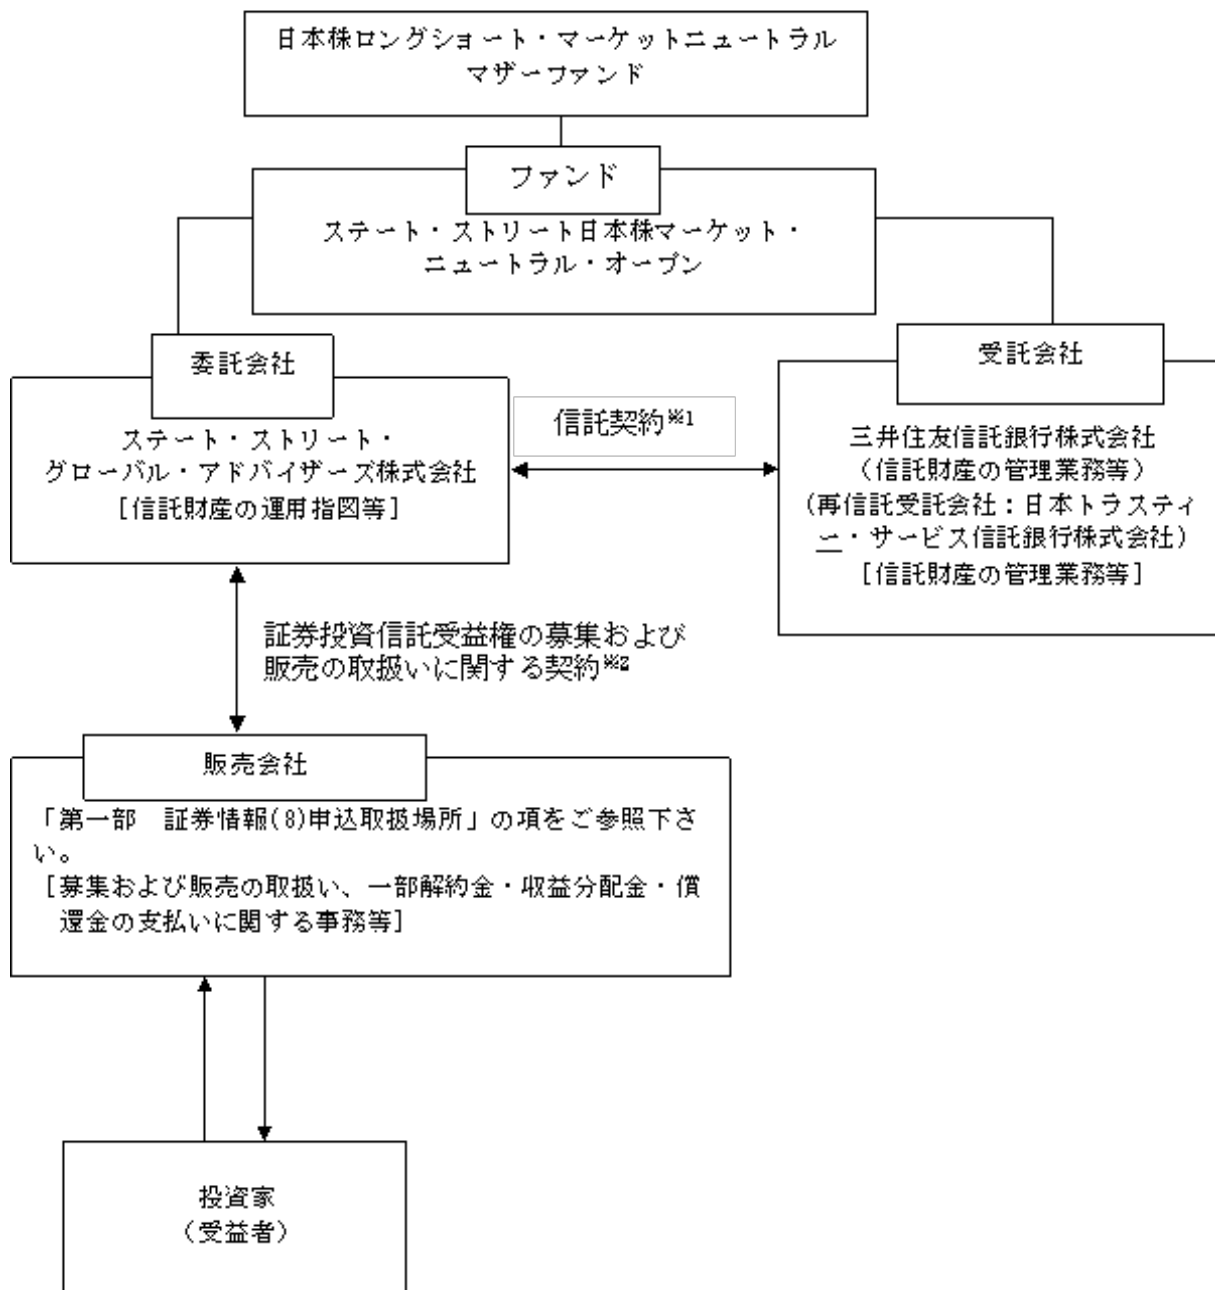 日本株ロングショート・マーケットニュートラル
マザーファンド
ファンド
ステート・ストリート日本株マーケット・
ニュートラル・オープン
委託会社
ステート・ストリート・
グローバル・アドバイザーズ株式会社
[信託財産の運用指図等]
信託契約※1
受託会社
三井住友信託銀行株式会社
(信託財産の管理業務等)
(再信託受託会社：日本トラスティ
ー・サービス信託銀行株式会社)
[信託財産の管理業務等]
証券投資信託受益権の募集および
販売の取扱いに関する契約※2
販売会社
「第一部　証券情報(8)申込取扱場所」の項をご参照下さ
い。
[募集および販売の取扱い、一部解約金・収益分配金・償
還金の支払いに関する事務等]
投資家
(受益者)